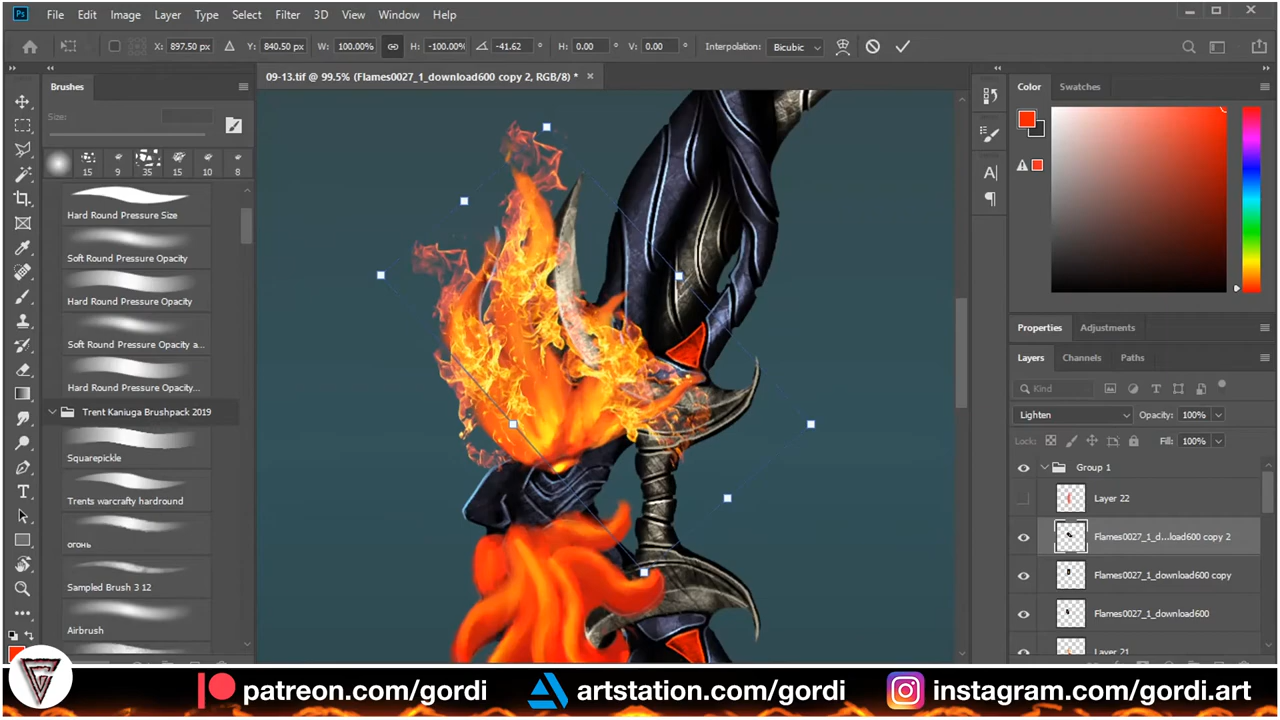 Ps File Edit Image Layer Type Select Filter 3D View Window Help
X: 897.50 px Y: 840.50 px W: 100.00% H: -100.00% -41.62 ° H: 0.00 ° V: 0.00 ° Interpolation: Bicubic
Brushes
09-13.tif @ 99.5% (Flames0027_1_download600 copy 2, RGB/8) *
Color Swatches
Size:
15 9 35 15 10 8
Hard Round Pressure Size
Soft Round Pressure Opacity
Hard Round Pressure Opacity
Soft Round Pressure Opacity a...
Hard Round Pressure Opacity...
Trent Kaniuga Brushpack 2019
Squarepickle
Trents warcrafty hardround
огонь
Sampled Brush 3 12
Airbrush
Properties Adjustments
Layers Channels Paths
Kind
Lighten Opacity: 100%
Lock: Fill: 100%
Group 1
Layer 22
Flames0027_1_d...load600 copy 2
Flames0027_1_download600 copy
Flames0027_1_download600
Layer 21
patreon.com/gordi artstation.com/gordi instagram.com/gordi.art